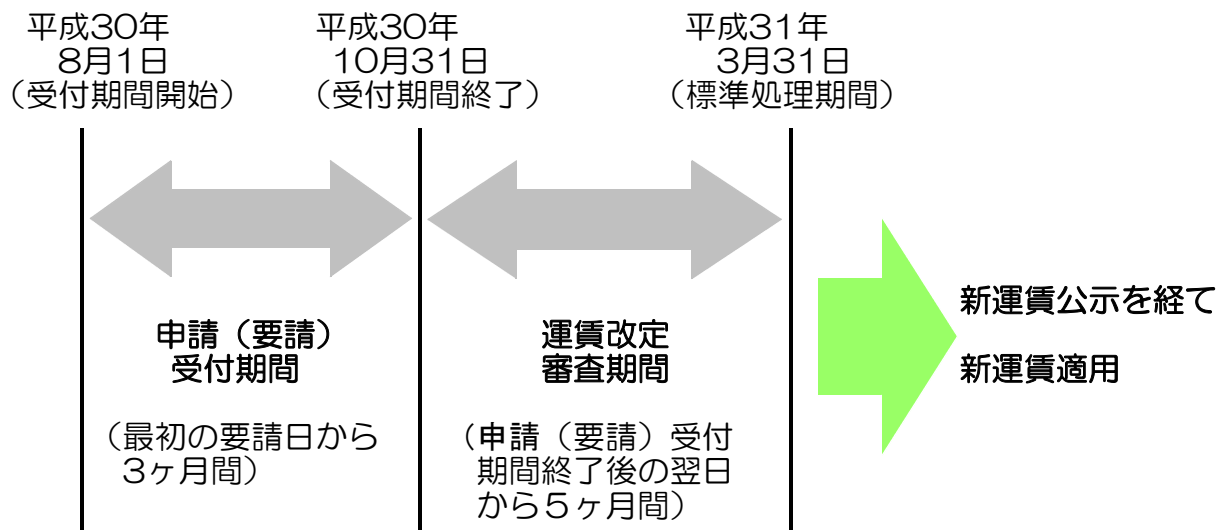 平成30年
8月1日
（受付期間開始）
平成30年
10月31日
（受付期間終了）
平成31年
3月31日
（標準処理期間）
申請（要請）
受付期間
（最初の要請日から
3ヶ月間）
運賃改定
審査期間
（申請（要請）受付
期間終了後の翌日
から５ヶ月間）
新運賃公示を経て
新運賃適用